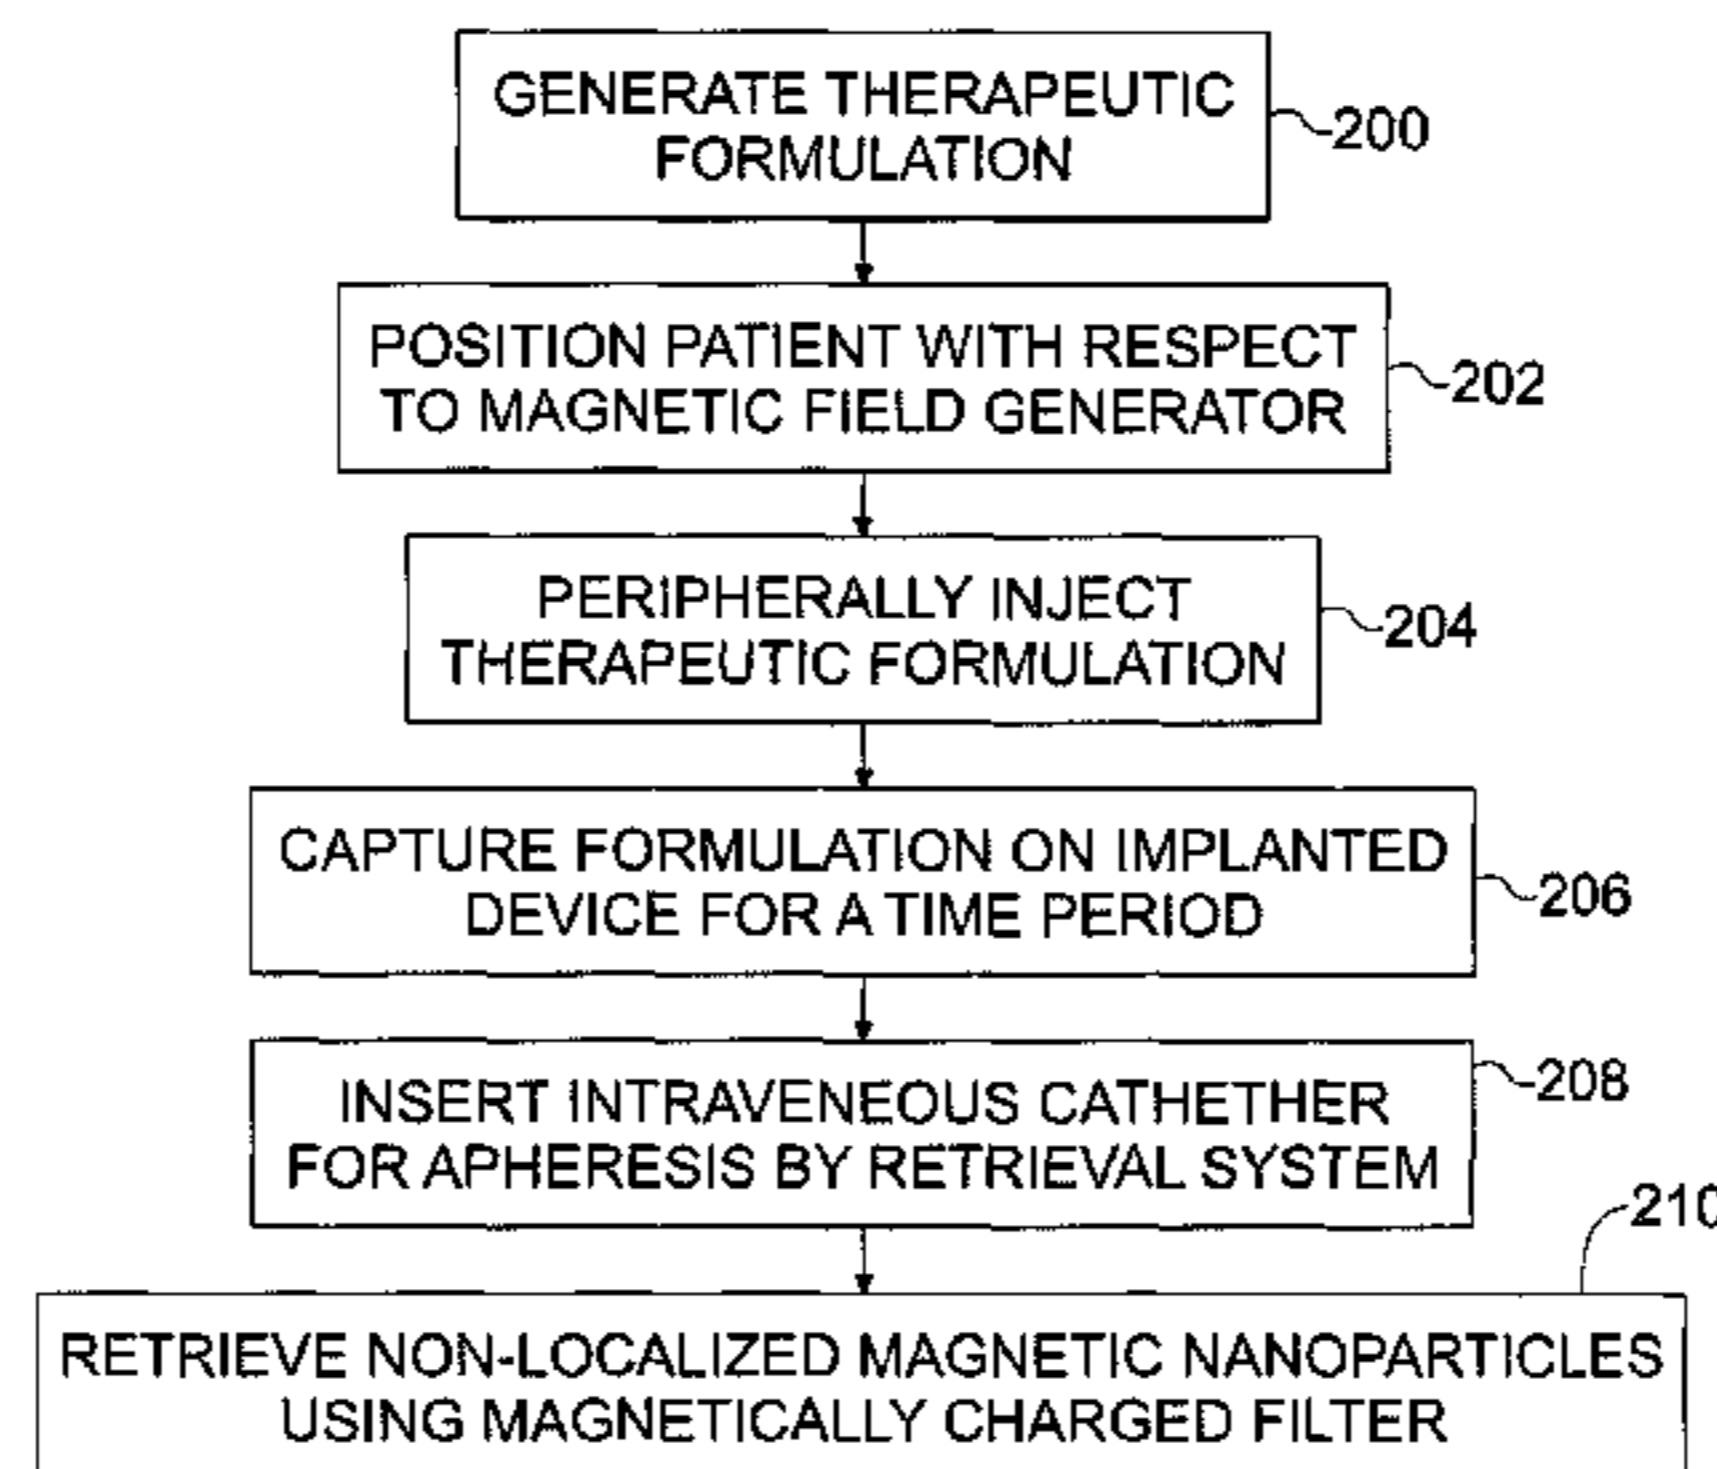 GENERATE THERAPEUTIC
FORMULATION
200
POSITION PATIENT WITH RESPECT
TO MAGNETIC FIELD GENERATOR
202
PERIPHERALLY INJECT
THERAPEUTIC FORMULATION
204
CAPTURE FORMULATION ON IMPLANTED
DEVICE FOR A TIME PERIOD
206
INSERT INTRAVENEOUS CATHETHER
FOR APHERESIS BY RETRIEVAL SYSTEM
208
210
RETRIEVE NON-LOCALIZED MAGNETIC NANOPARTICLES
USING MAGNETICALLY CHARGED FILTER